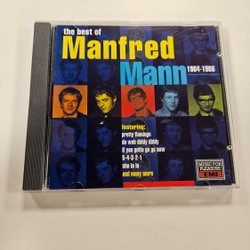 the best of
Manfred
Mann
1964-1966
featuring:
pretty flamingo
do wah diddy diddy
if you gotta go go now
5-4-3-2-1
sha la la
and many more
MUSIC FOR
PLEASURE
EMI